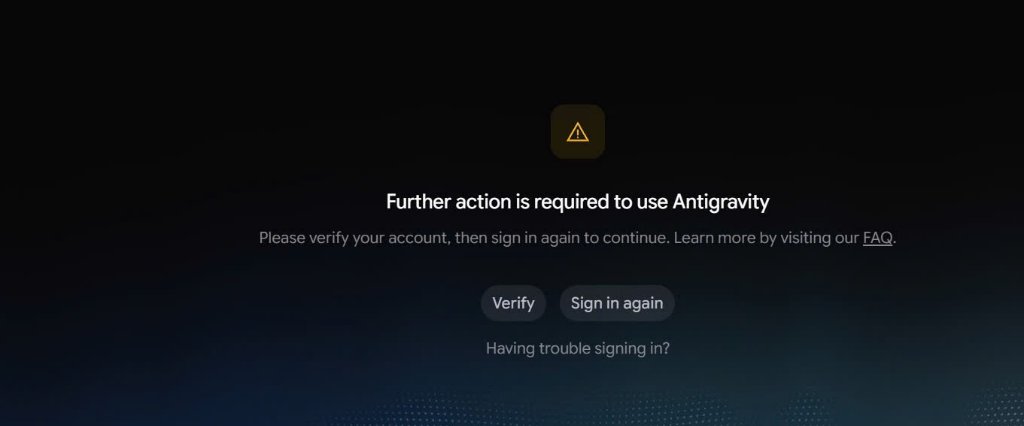 Further action is required to use Antigravity
Please verify your account, then sign in again to continue. Learn more by visiting our FAQ.
Verify
Sign in again
Having trouble signing in?